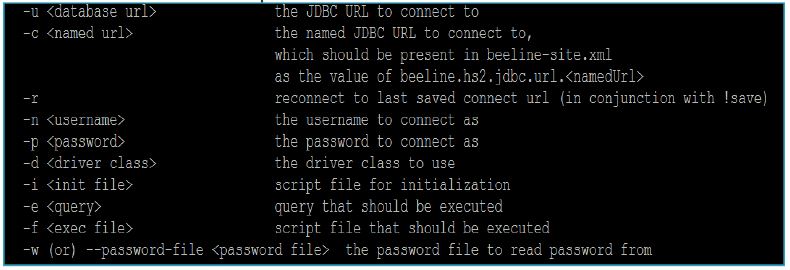 -u <database url> the JDBC URL to connect to
-c <named url> the named JDBC URL to connect to,
which should be present in beeline-site.xml
as the value of beeline.hs2.jdbc.url.<namedUrl>
-r reconnect to last saved connect url (in conjunction with !save)
-n <username> the username to connect as
-p <password> the password to connect as
-d <driver class> the driver class to use
-i <init file> script file for initialization
-e <query> query that should be executed
-f <exec file> script file that should be executed
-w (or) --password-file <password file> the password file to read password from